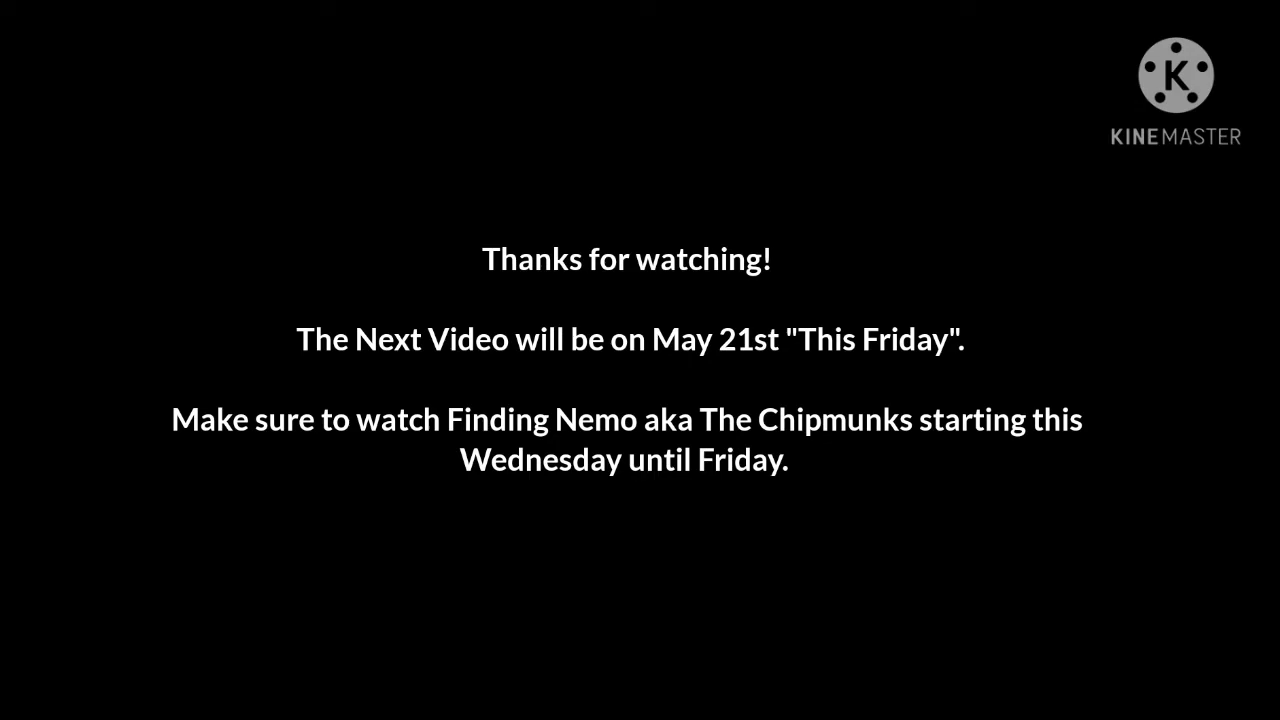 K
KINEMASTER
Thanks for watching!
The Next Video will be on May 21st "This Friday".
Make sure to watch Finding Nemo aka The Chipmunks starting this
Wednesday until Friday.